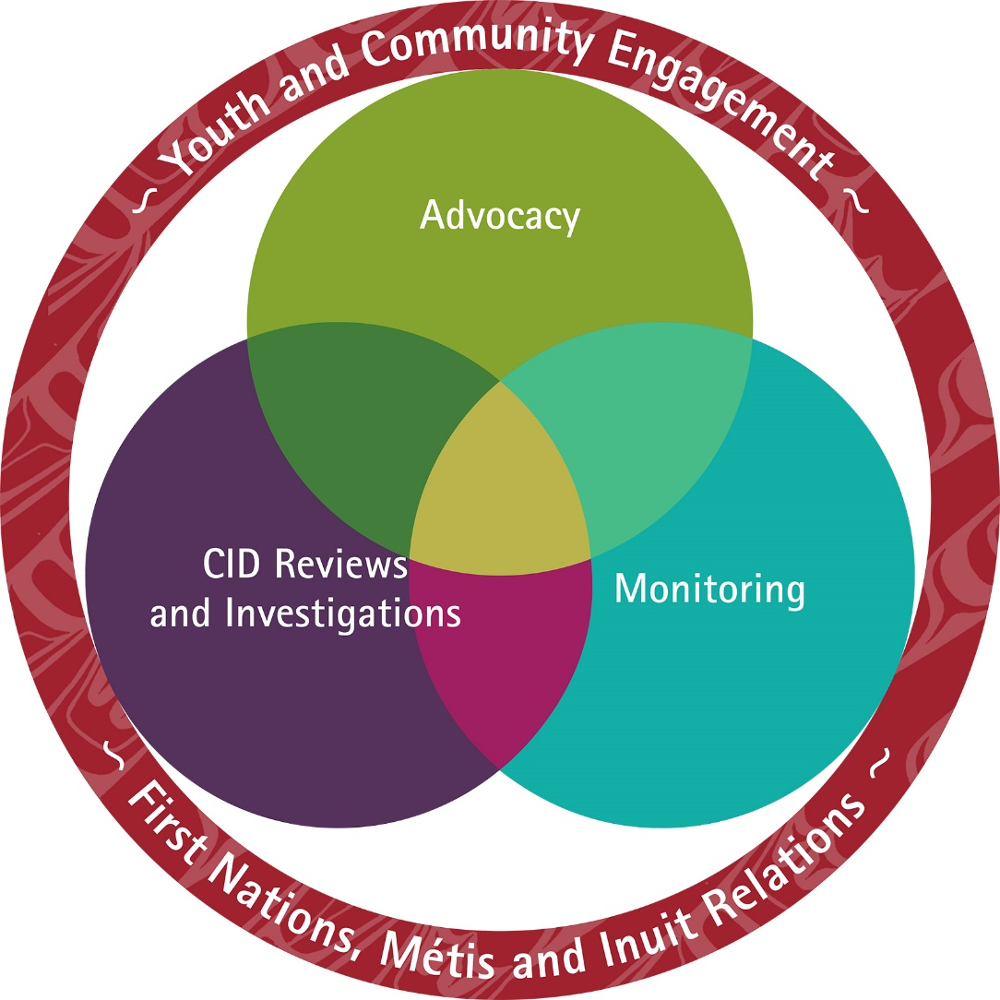 ~ Youth and Community Engagement ~
Advocacy
CID Reviews
and Investigations
Monitoring
~ First Nations, Métis and Inuit Relations ~